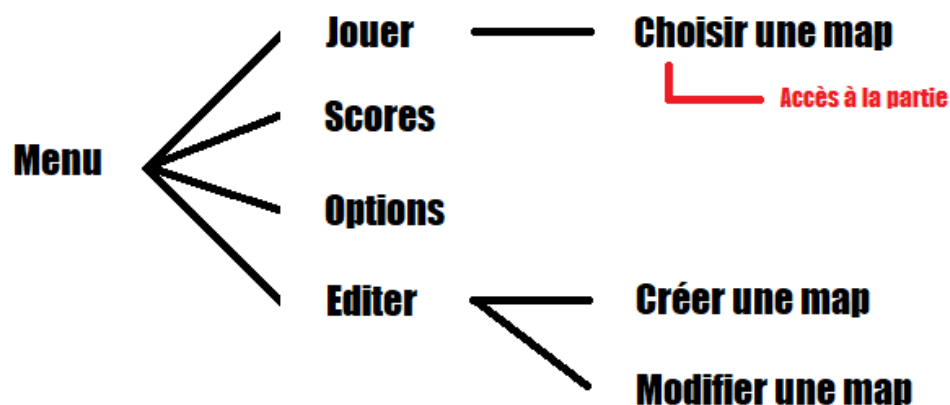 Menu
Jouer
Choisir une map
Accès à la partie
Scores
Options
Editer
Créer une map
Modifier une map